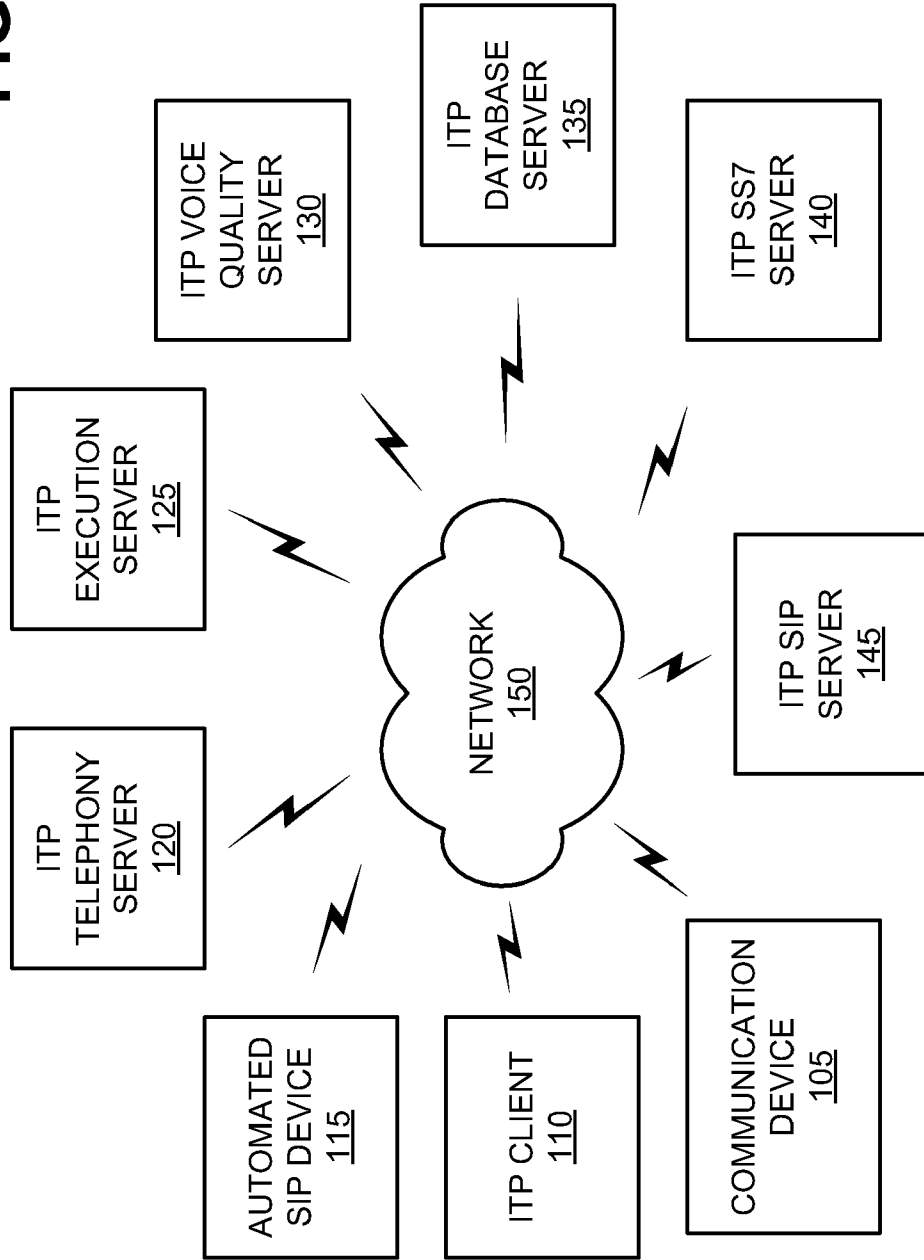 ITP
TELEPHONY
SERVER
120
ITP
EXECUTION
SERVER
125
AUTOMATED
SIP DEVICE
115
ITP VOICE
QUALITY
SERVER
130
ITP CLIENT
110
NETWORK
150
ITP
DATABASE
SERVER
135
COMMUNICATION
DEVICE
105
ITP SIP
SERVER
145
ITP SS7
SERVER
140